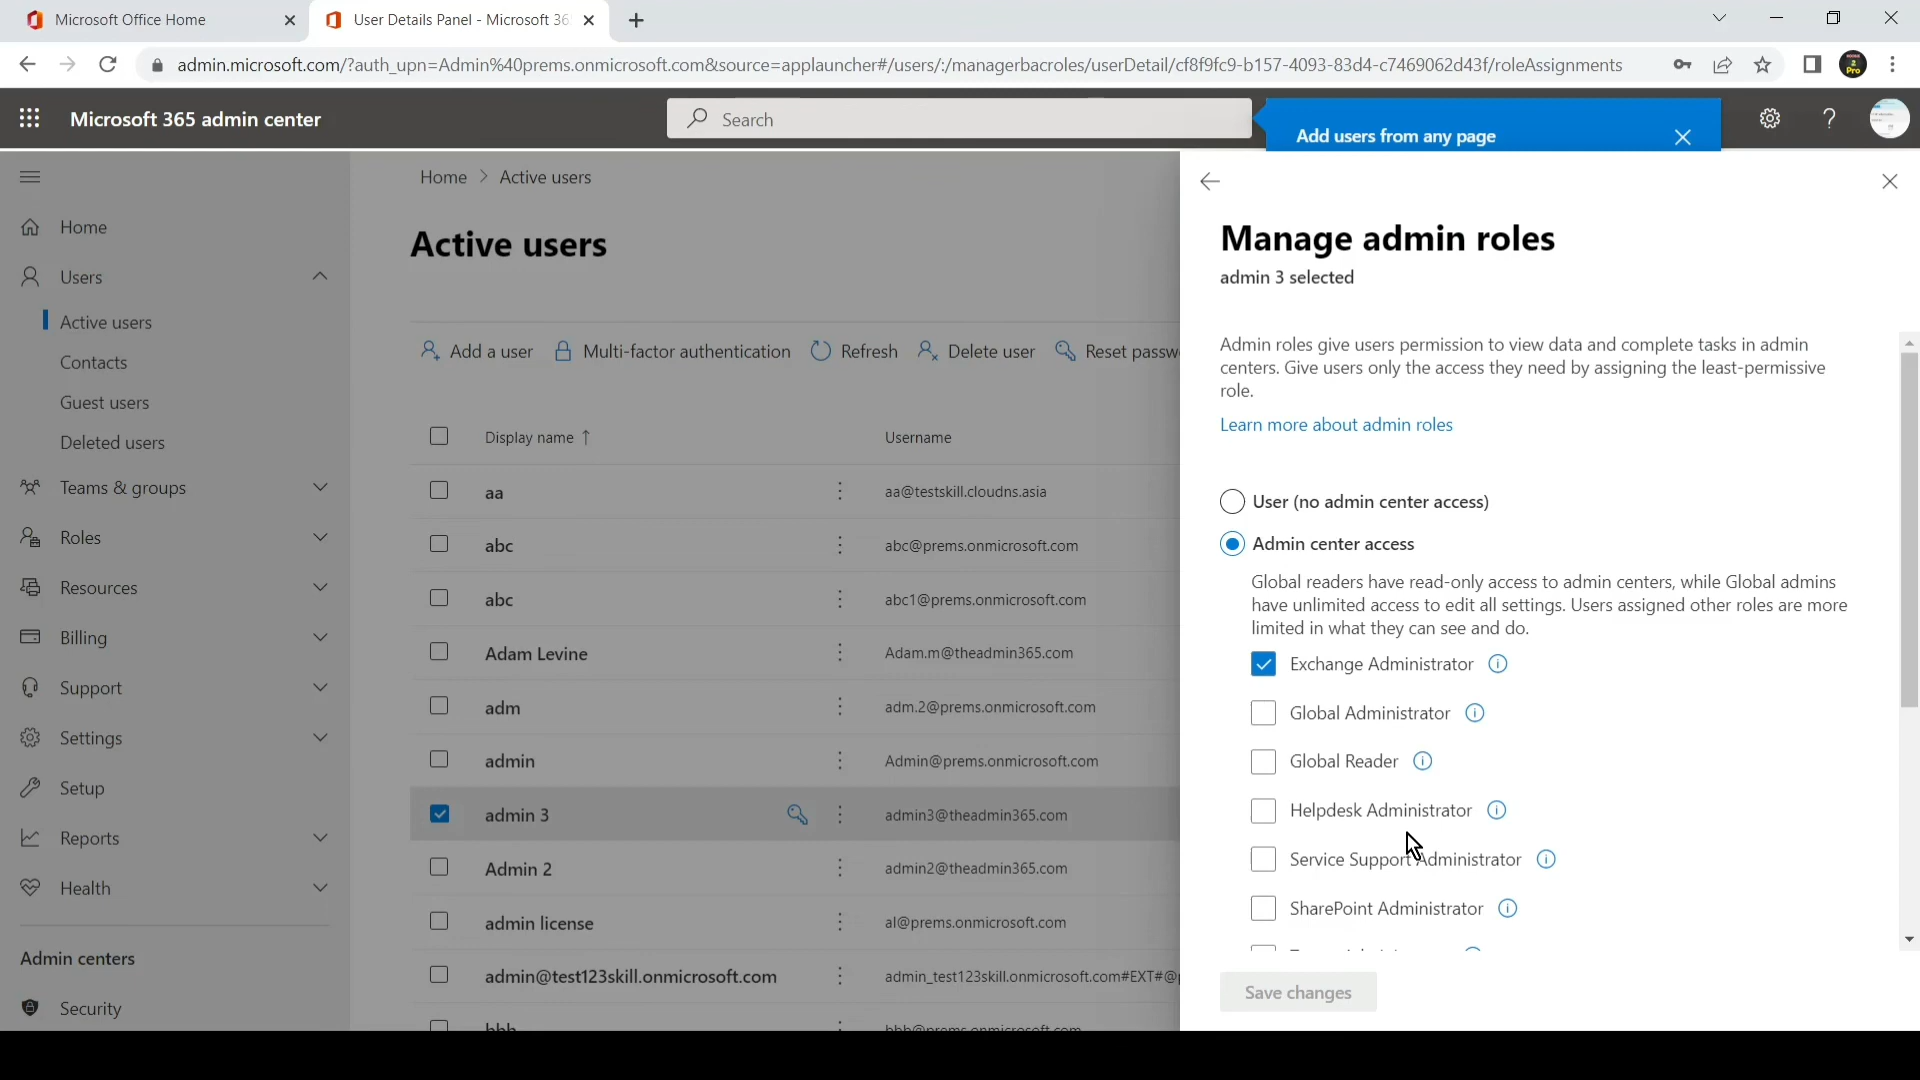 Microsoft Office Home
User Details Panel - Microsoft 36
admin.microsoft.com/?auth_upn=Admin%40prems.onmicrosoft.com&source=applauncher#/users/:/managerbacroles/userDetail/cf8f9fc9-b157-4093-83d4-c7469062d43f/roleAssignments
Microsoft 365 admin center
Search
Add users from any page
Home > Active users
Active users
Home
Users
Active users
Contacts
Guest users
Deleted users
Teams & groups
Roles
Resources
Billing
Support
Settings
Setup
Reports
Health
Admin centers
Security
Add a user
Multi-factor authentication
Refresh
Delete user
Reset passw
Display name ↑
Username
aa
aa@testskill.cloudns.asia
abc
abc@prems.onmicrosoft.com
abc
abc1@prems.onmicrosoft.com
Adam Levine
Adam.m@theadmin365.com
adm
adm.2@prems.onmicrosoft.com
admin
Admin@prems.onmicrosoft.com
admin 3
admin3@theadmin365.com
Admin 2
admin2@theadmin365.com
admin license
al@prems.onmicrosoft.com
admin@test123skill.onmicrosoft.com
admin_test123skill.onmicrosoft.com#EXT#@p
bbb
bbb@prems.onmicrosoft.com
Manage admin roles
admin 3 selected
Admin roles give users permission to view data and complete tasks in admin
centers. Give users only the access they need by assigning the least-permissive
role.
Learn more about admin roles
User (no admin center access)
Admin center access
Global readers have read-only access to admin centers, while Global admins
have unlimited access to edit all settings. Users assigned other roles are more
limited in what they can see and do.
Exchange Administrator
Global Administrator
Global Reader
Helpdesk Administrator
Service Support Administrator
SharePoint Administrator
Save changes